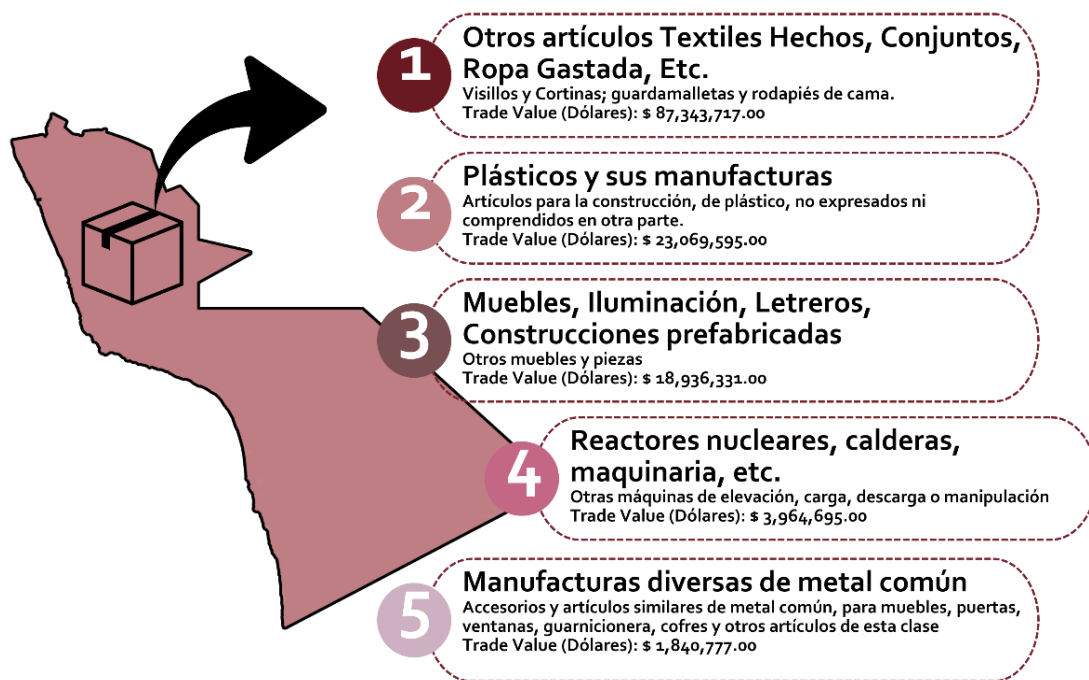 1
Otros artículos Textiles Hechos, Conjuntos,
Ropa Gastada, Etc.
Visillos y Cortinas; guardamalletas y rodapiés de cama.
Trade Value (Dólares): $ 87,343,717.00
2
Plásticos y sus manufacturas
Artículos para la construcción, de plástico, no expresados ni
comprendidos en otra parte.
Trade Value (Dólares): $ 23,069,595.00
3
Muebles, Iluminación, Letreros,
Construcciones prefabricadas
Otros muebles y piezas
Trade Value (Dólares): $ 18,936,331.00
4
Reactores nucleares, calderas,
maquinaria, etc.
Otras máquinas de elevación, carga, descarga o manipulación
Trade Value (Dólares): $ 3,964,695.00
5
Manufacturas diversas de metal común
Accesorios y artículos similares de metal común, para muebles, puertas,
ventanas, guarnicionera, cofres y otros artículos de esta clase
Trade Value (Dólares): $ 1,840,777.00